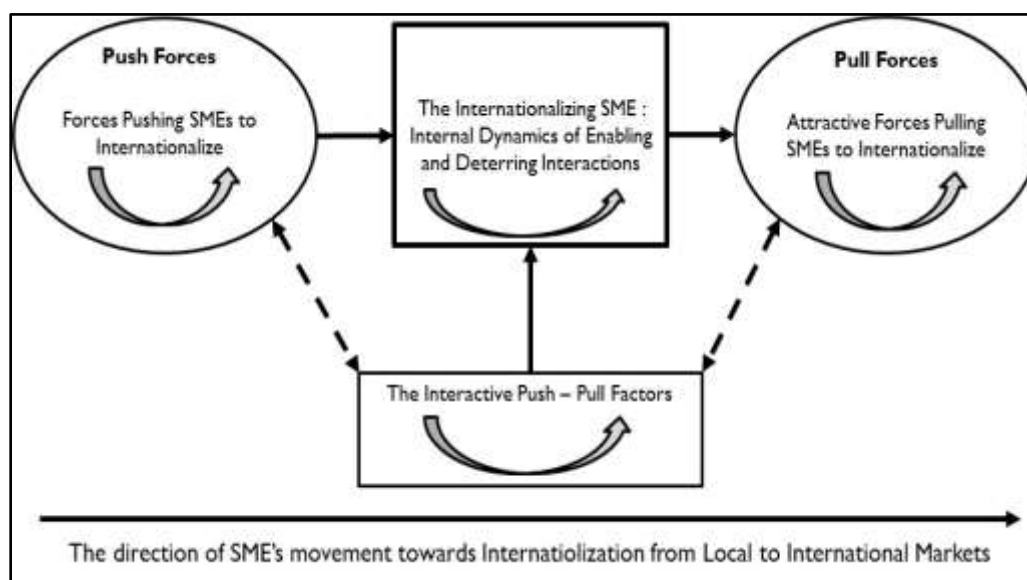 Push Forces
Forces Pushing SMEs to
Internationalize
The Internationalizing SME :
Internal Dynamics of Enabling
and Deterring Interactions
Pull Forces
Attractive Forces Pulling
SMEs to Internationalize
The Interactive Push – Pull Factors
The direction of SME's movement towards Internatiolization from Local to International Markets